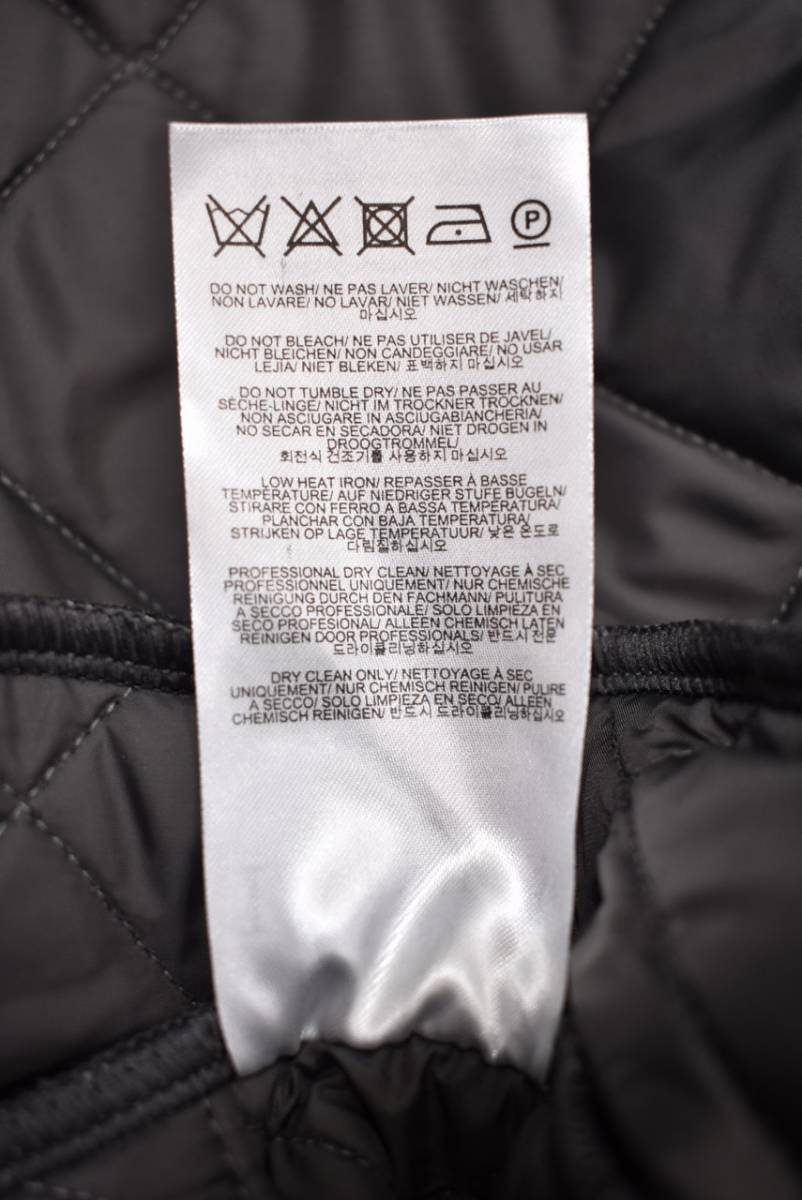 P
DO NOT WASH/ NE PAS LAVER/ NICHT WASCHEN/
NON LAVARE/ NO LAVAR/ NIET WASSEN/ 세탁하지
마십시오
DO NOT BLEACH/ NE PAS UTILISER DE JAVEL/
NICHT BLEICHEN/ NON CANDEGGIARE/ NO USAR
LEJIA/ NIET BLEKEN/ 표백하지 마십시오
DO NOT TUMBLE DRY/ NE PAS PASSER AU
SÈCHE-LINGE/ NICHT IM TROCKNER TROCKNEN/
NON ASCIUGARE IN ASCIUGABIANCHERIA/
NO SECAR EN SECADORA/ NIET DROGEN IN
DROOGTROMMEL/
회전식 건조기를 사용하지 마십시오
LOW HEAT IRON/ REPASSER À BASSE
TEMPÉRATURE/ AUF NIEDRIGER STUFE BÜGELN/
STIRARE CON FERRO A BASSA TEMPERATURA/
PLANCHAR CON BAJA TEMPERATURA/
STRIJKEN OP LAGE TEMPERATUUR/ 낮은 온도로
다림질하십시오
PROFESSIONAL DRY CLEAN/ NETTOYAGE À SEC
PROFESSIONNEL UNIQUEMENT/ NUR CHEMISCHE
REINIGUNG DURCH DEN FACHMANN/ PULITURA
A SECCO PROFESSIONALE/ SOLO LIMPIEZA EN
SECO PROFESIONAL/ ALLEEN CHEMISCH LATEN
REINIGEN DOOR PROFESSIONALS/ 반드시 전문
드라이클리닝하십시오
DRY CLEAN ONLY/ NETTOYAGE À SEC
UNIQUEMENT/ NUR CHEMISCH REINIGEN/ PULIRE
A SECCO/ SOLO LIMPIEZA EN SECO/ ALLEEN
CHEMISCH REINIGEN/ 반드시 드라이클리닝하십시오